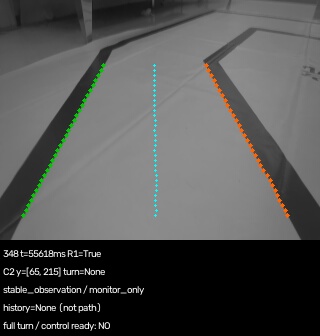 348 t=55618ms R1=True
C2 y=[65, 215] turn=None
stable_observation / monitor_only
history=None (not path)
full turn / control ready: NO